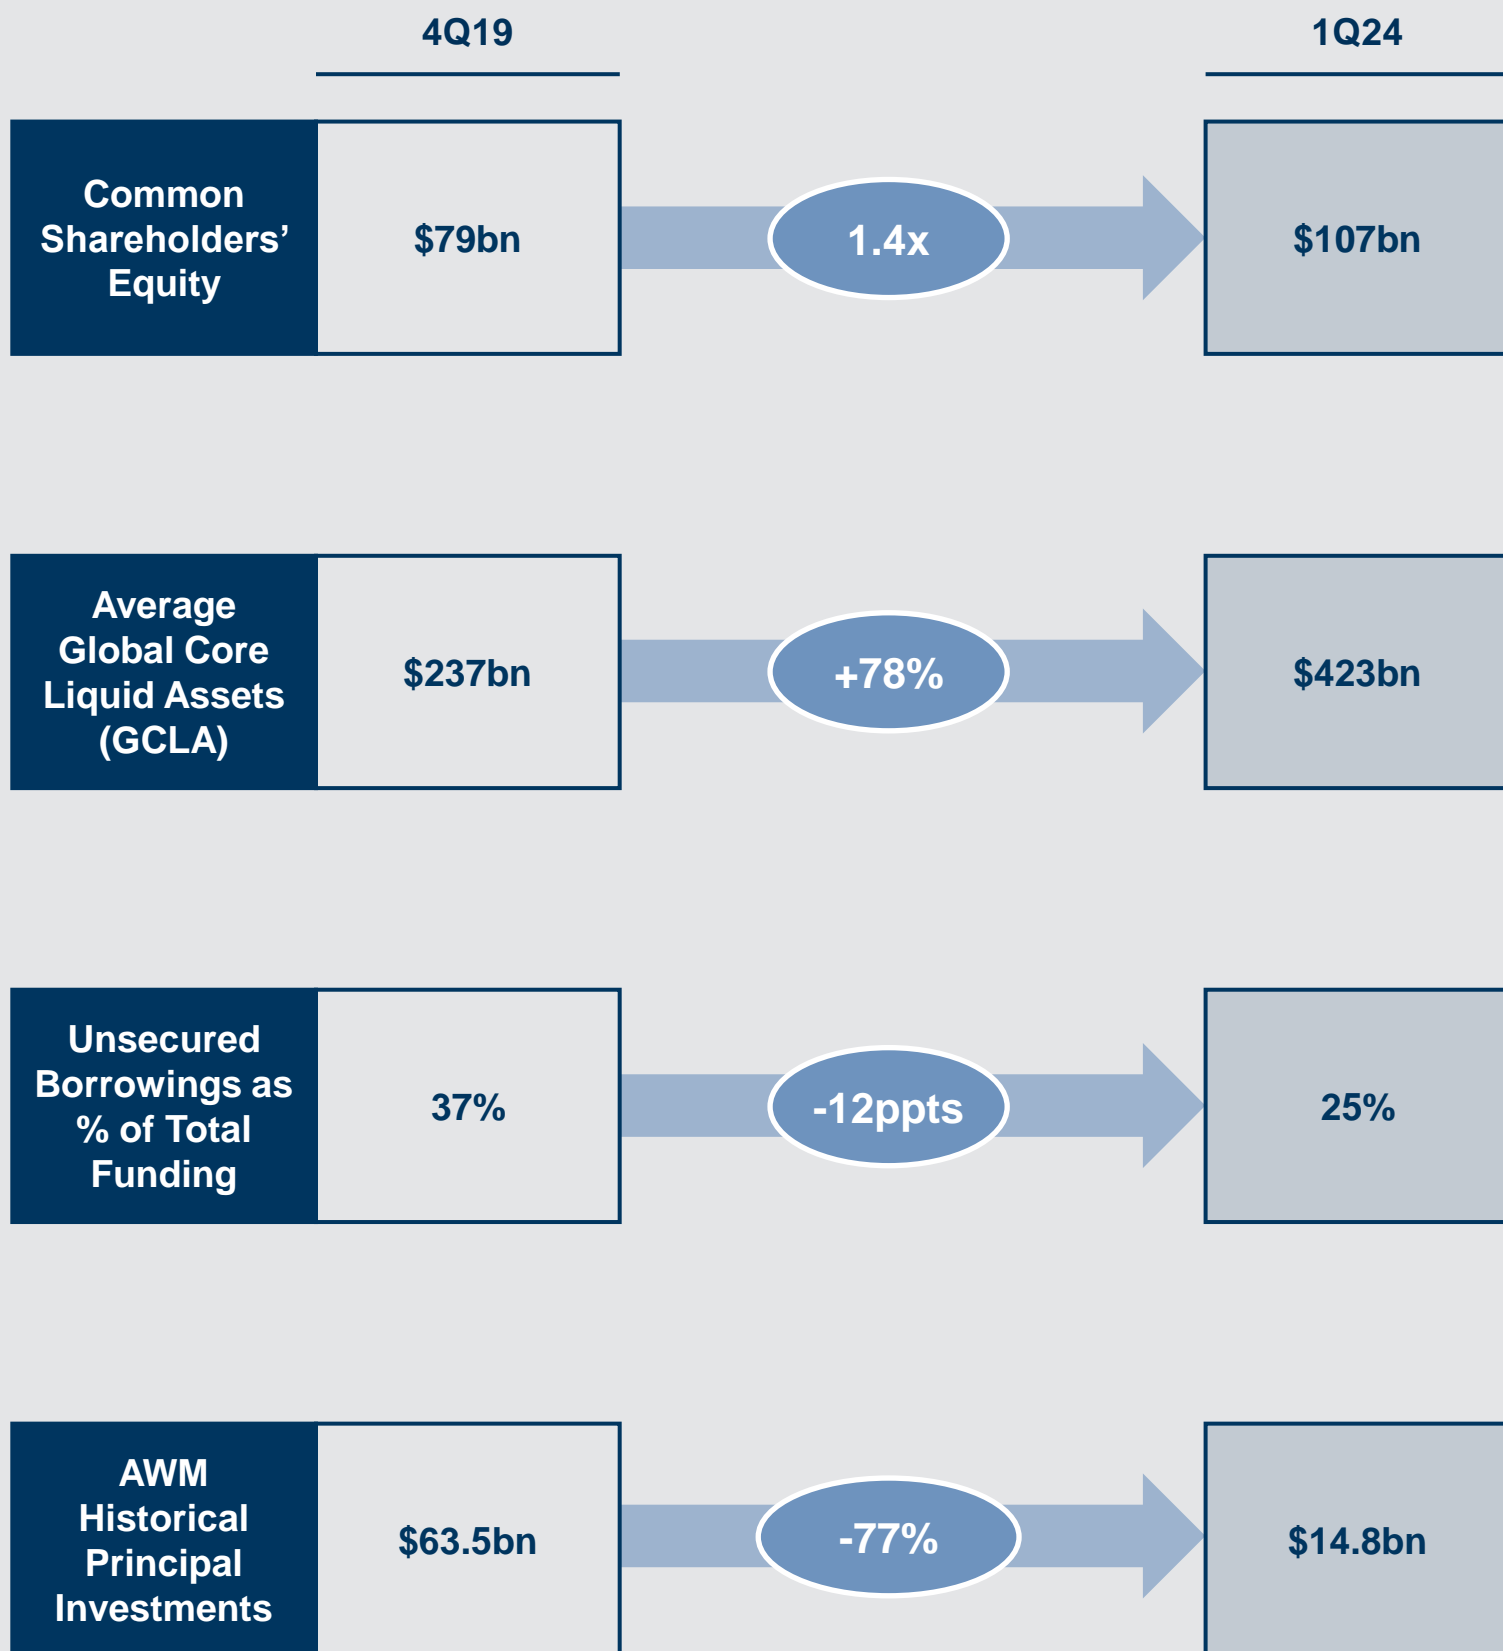 4Q19
1Q24
Common
Shareholders’
Equity
$79bn
1.4x
$107bn
Average
Global Core
Liquid Assets
(GCLA)
$237bn
+78%
$423bn
Unsecured
Borrowings as
% of Total
Funding
37%
-12ppts
25%
AWM
Historical
Principal
Investments
$63.5bn
-77%
$14.8bn